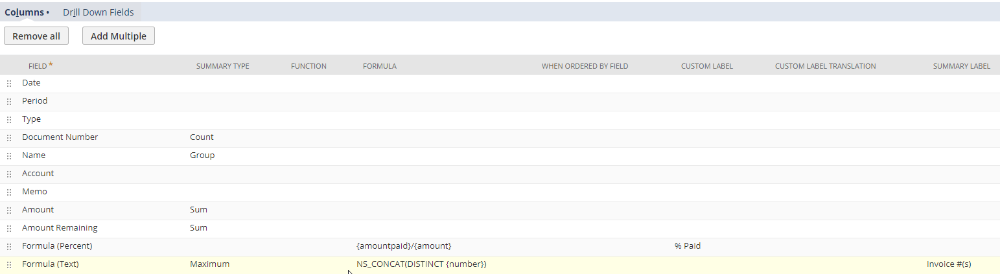 Columns • Drill Down Fields
Remove all Add Multiple
FIELD * SUMMARY TYPE FUNCTION FORMULA WHEN ORDERED BY FIELD CUSTOM LABEL CUSTOM LABEL TRANSLATION SUMMARY LABEL
Date
Period
Type
Document Number Count
Name Group
Account
Memo
Amount Sum
Amount Remaining Sum
Formula (Percent) {amountpaid}/{amount} % Paid
Formula (Text) Maximum NS_CONCAT(DISTINCT {number}) Invoice #(s)